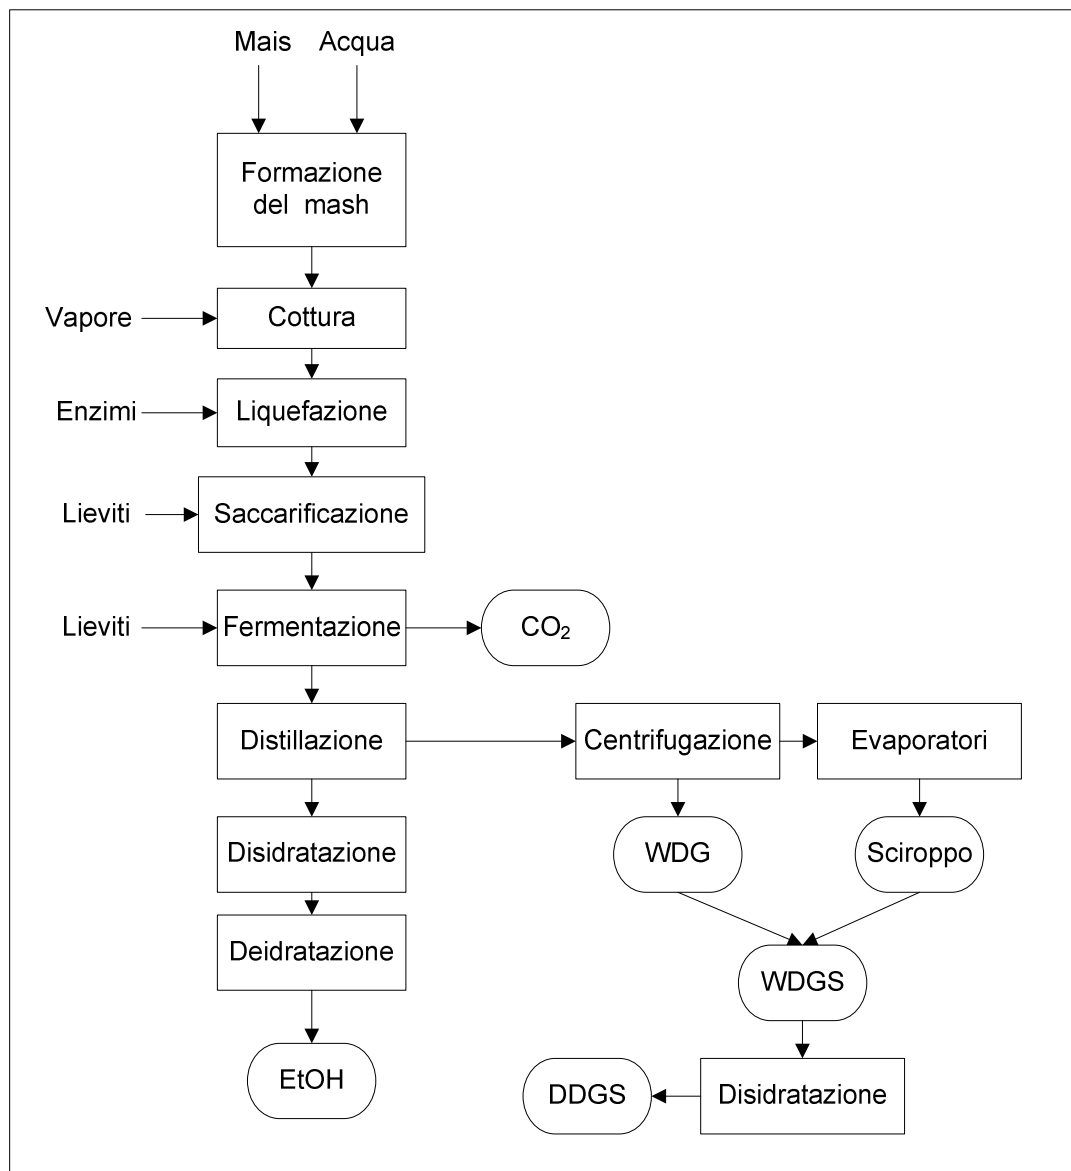 Mais Acqua
Formazione
del mash
Vapore
Cottura
Enzimi
Liquefazione
Lieviti
Saccarificazione
Lieviti
Fermentazione
CO₂
Distillazione
Centrifugazione
Evaporatori
Disidratazione
WDG
Sciroppo
Deidratazione
WDGS
EtOH
DDGS
Disidratazione